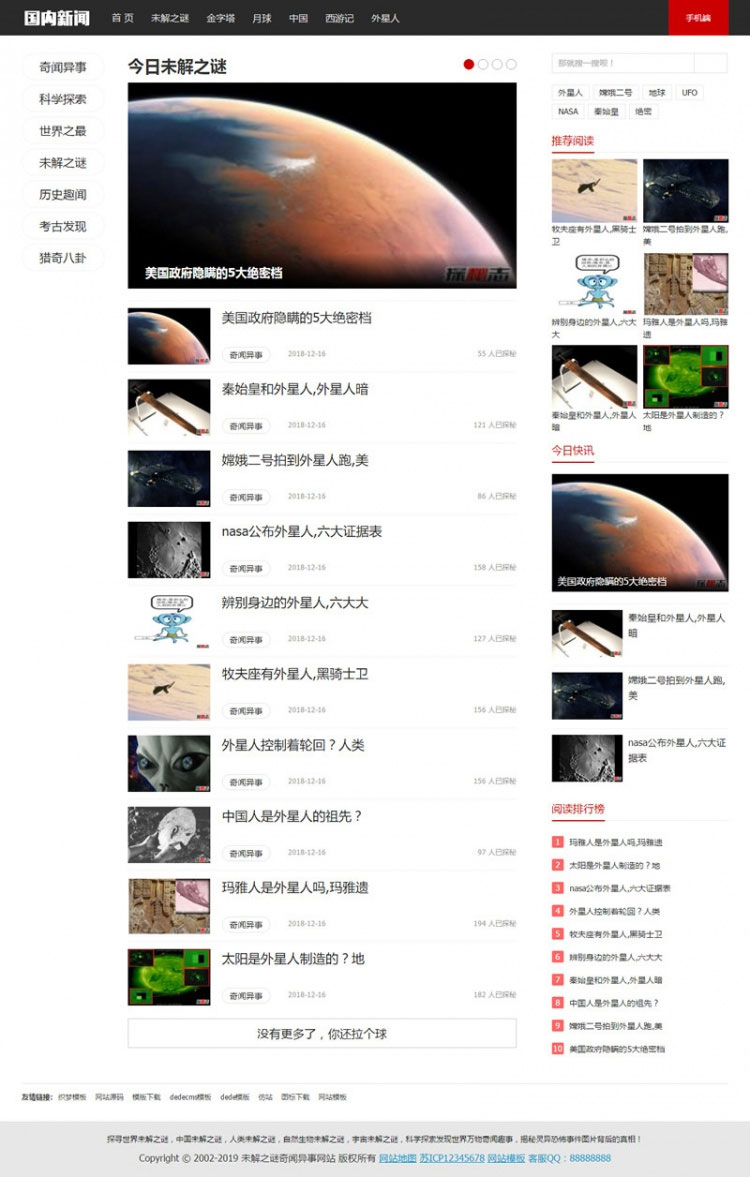 国内新闻
首 页
未解之谜
金字塔
月球
中国
西游记
外星人
手机端
奇闻异事
科学探索
世界之最
未解之谜
历史趣闻
考古发现
猎奇八卦
今日未解之谜
美国政府隐瞒的5大绝密档
探秘志
美国政府隐瞒的5大绝密档
奇闻异事
2018-12-16
55 人已探秘
秦始皇和外星人,外星人暗
奇闻异事
2018-12-16
121 人已探秘
嫦娥二号拍到外星人跑,美
奇闻异事
2018-12-16
86 人已探秘
nasa公布外星人,六大证据表
奇闻异事
2018-12-16
158 人已探秘
辨别身边的外星人,六大大
奇闻异事
2018-12-16
127 人已探秘
牧夫座有外星人,黑骑士卫
奇闻异事
2018-12-16
156 人已探秘
外星人控制着轮回？人类
奇闻异事
2018-12-16
156 人已探秘
中国人是外星人的祖先？
奇闻异事
2018-12-16
97 人已探秘
玛雅人是外星人吗,玛雅遗
奇闻异事
2018-12-16
194 人已探秘
太阳是外星人制造的？地
奇闻异事
2018-12-16
182 人已探秘
没有更多了，你还拉个球
那就搜一搜呗！
外星人
嫦娥二号
地球
UFO
NASA
秦始皇
绝密
推荐阅读
牧夫座有外星人,黑骑士
卫
嫦娥二号拍到外星人跑,
美
辨别身边的外星人,六大
大
玛雅人是外星人吗,玛雅
遗
秦始皇和外星人,外星人
暗
太阳是外星人制造的？
地
今日快讯
美国政府隐瞒的5大绝密档
秦始皇和外星人,外星人
暗
嫦娥二号拍到外星人跑,
美
nasa公布外星人,六大证
据表
阅读排行榜
1 玛雅人是外星人吗,玛雅遗
2 太阳是外星人制造的？地
3 nasa公布外星人,六大证据表
4 外星人控制着轮回？人类
5 牧夫座有外星人,黑骑士卫
6 辨别身边的外星人,六大大
7 秦始皇和外星人,外星人暗
8 中国人是外星人的祖先？
9 嫦娥二号拍到外星人跑,美
10 美国政府隐瞒的5大绝密档
友情链接： 织梦模板 网站源码 模版下载 dedecms模板 dede模版 仿站 图标下载 网站模板
探寻世界未解之谜，中国未解之谜，人类未解之谜，自然生物未解之谜，宇宙未解之谜，科学探索发现世界万物奇闻趣事，揭秘灵异恐怖事件图片背后的真相！
Copyright © 2002-2019 未解之谜奇闻异事网站 版权所有 网站地图 苏ICP12345678 网站模板 客服QQ：88888888